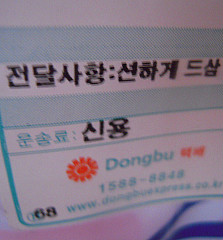 전달사항:션하게 드삼
운송료: 신용
Dongbu 택배
1588-8848
68 www.dongbuexpress.co.kr